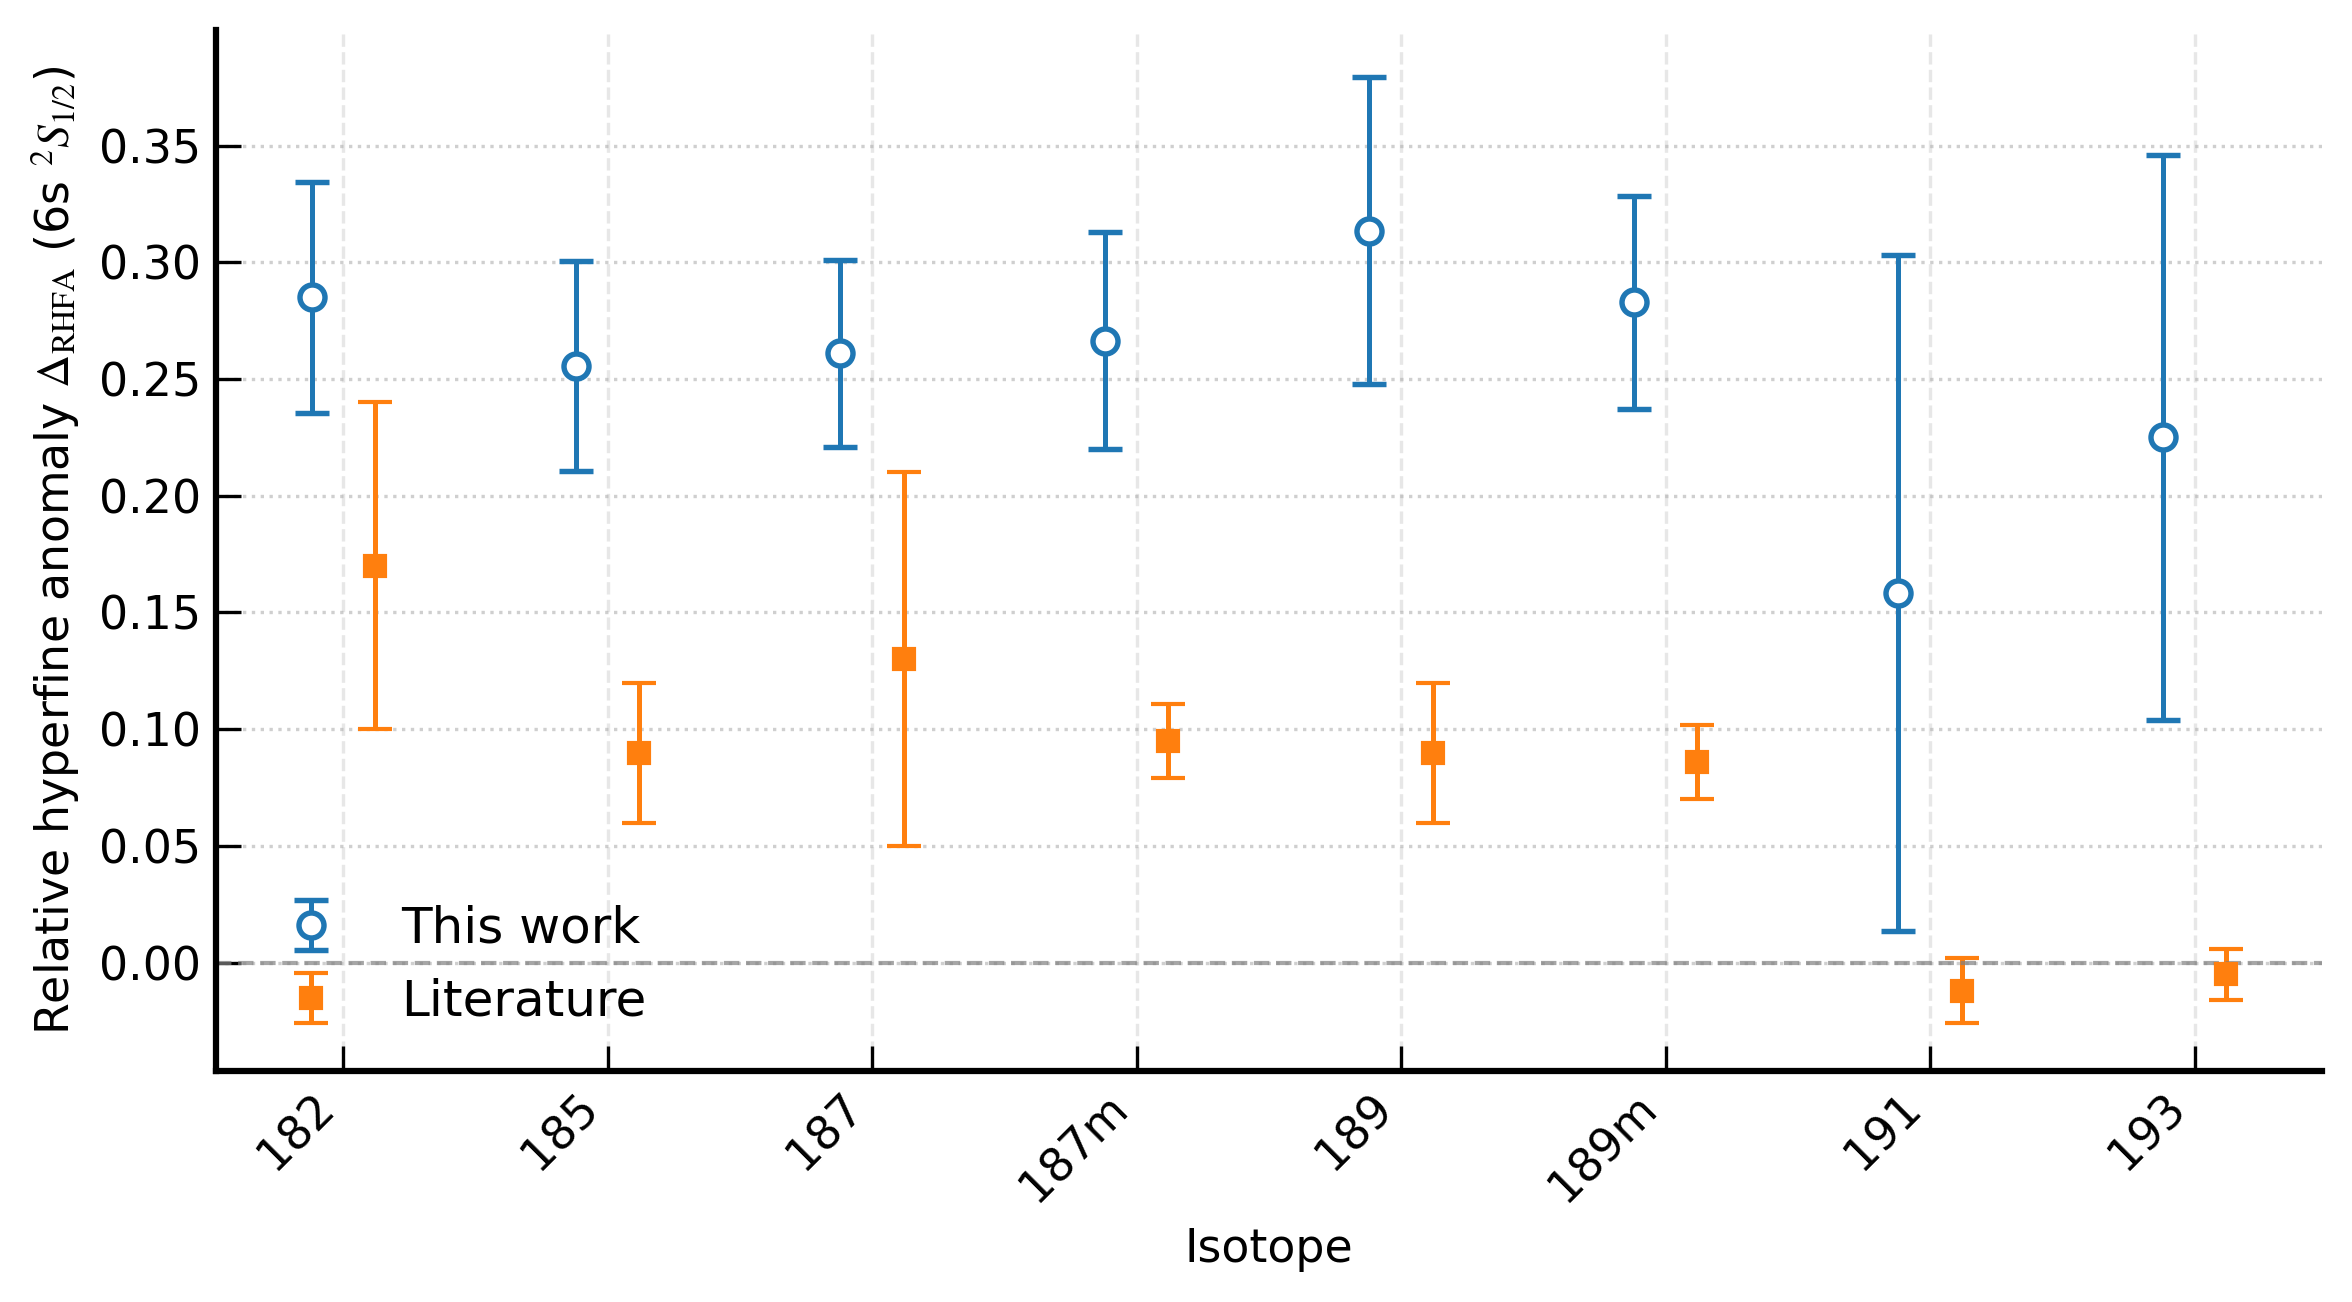 Relative hyperfine anomaly Δ_RHFA (6s ²S₁/₂)
0.35
0.30
0.25
0.20
0.15
0.10
0.05
0.00
This work
Literature
182
185
187
187m
189
189m
191
193
Isotope